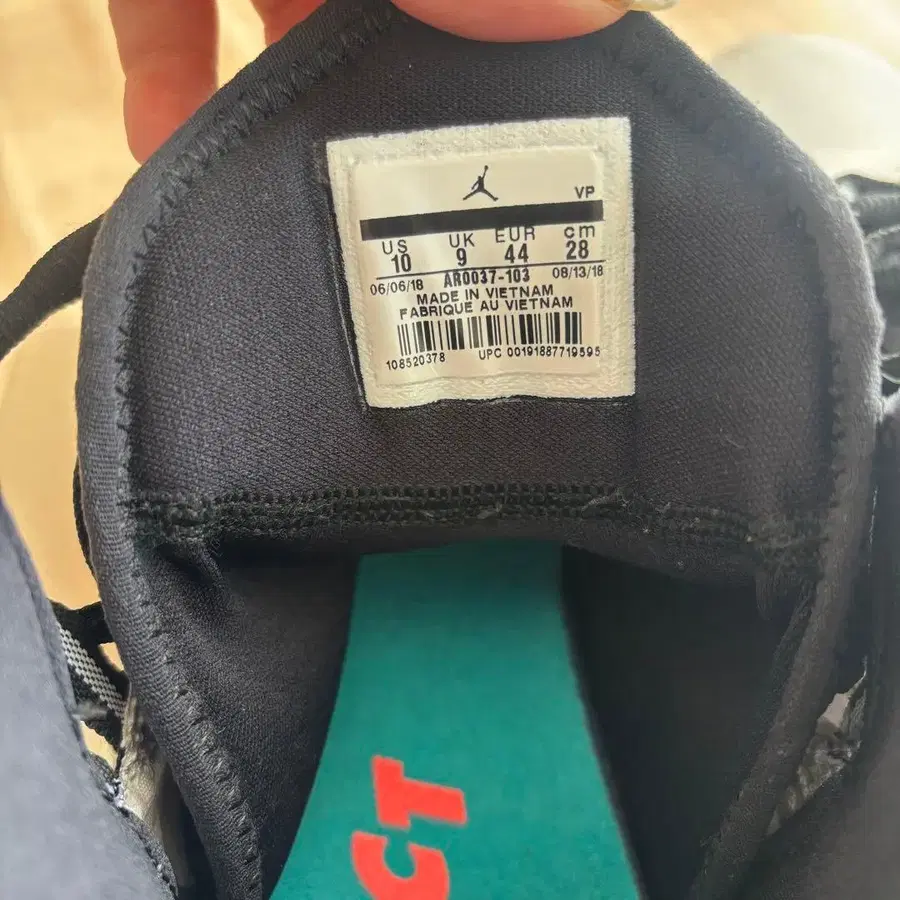 VP
US UK EUR cm
10 9 44 28
06/06/18 AR0037-103 08/13/18
MADE IN VIETNAM
FABRIQUE AU VIETNAM
108520378 UPC 00191887719595
CT